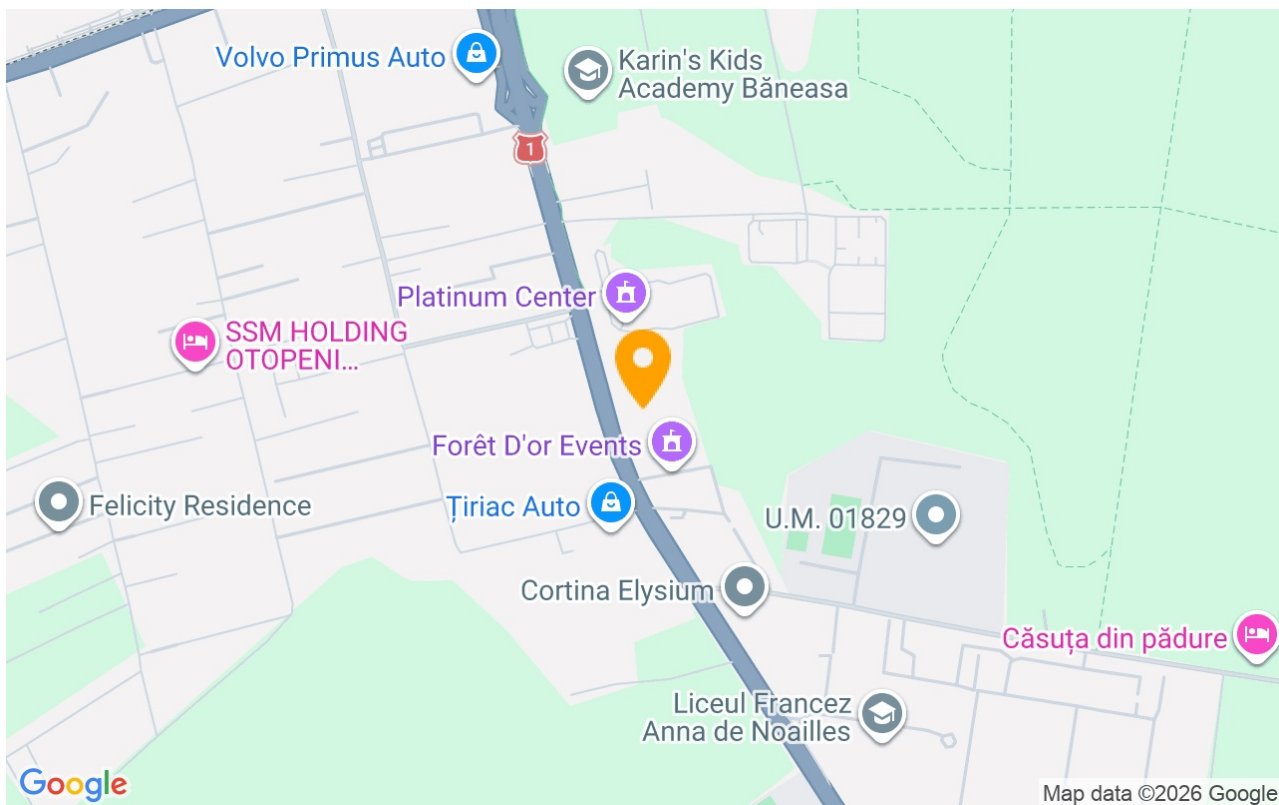 Volvo Primus Auto
Karin's Kids
Academy Băneasa
1
Platinum Center
SSM HOLDING
OTOPENI...
Forêt D'or Events
Felicity Residence
Țiriac Auto
U.M. 01829
Cortina Elysium
Căsuța din pădure
Liceul Francez
Anna de Noailles
Google
Map data ©2026 Google